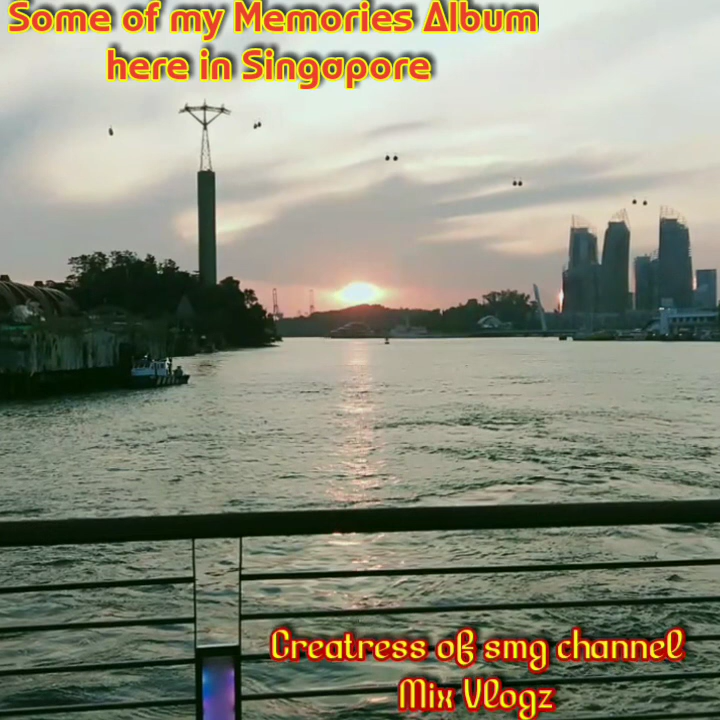 Some of my Memories Album
here in Singapore
Creatress of smg channel
Mix Vlogz